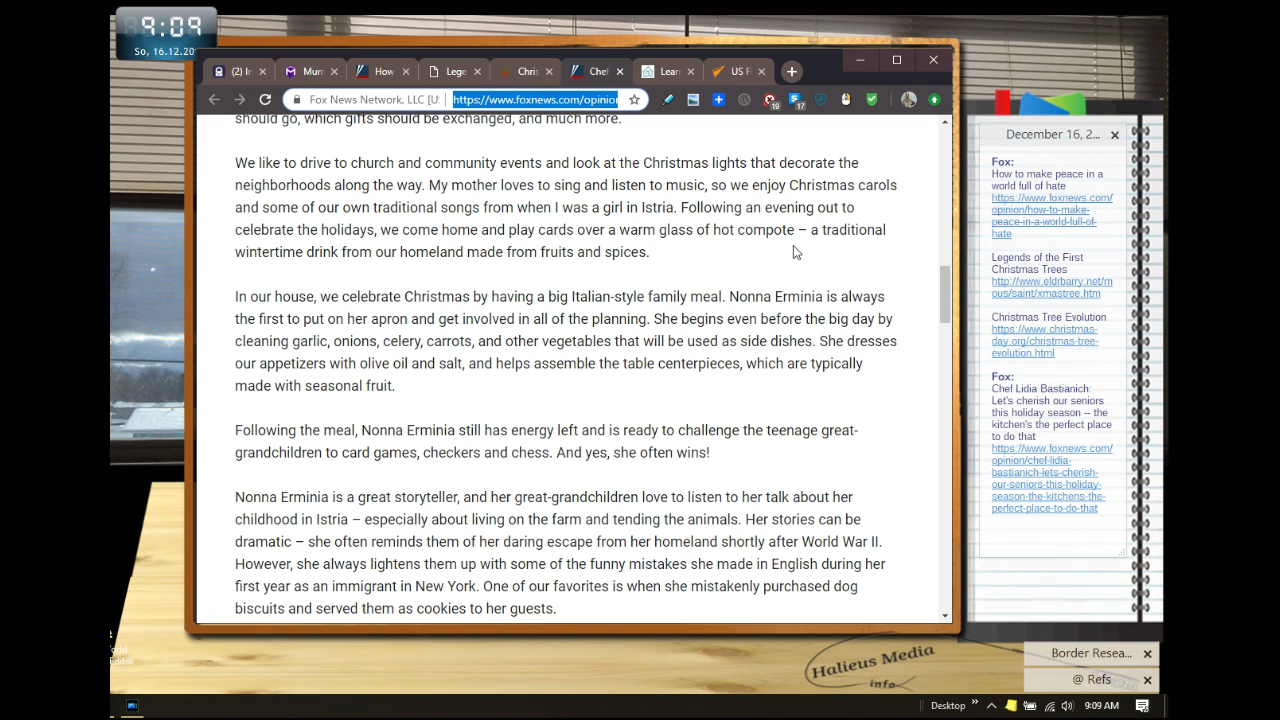 9:09
So, 16.12.20
(2) In
Mur
How
Lege
Chris
Chef
Learn
US F
Fox News Network, LLC [U:
https://www.foxnews.com/opinion
19
17
should go, which gifts should be exchanged, and much more.
We like to drive to church and community events and look at the Christmas lights that decorate the
neighborhoods along the way. My mother loves to sing and listen to music, so we enjoy Christmas carols
and some of our own traditional songs from when I was a girl in Istria. Following an evening out to
celebrate the holidays, we come home and play cards over a warm glass of hot compote – a traditional
wintertime drink from our homeland made from fruits and spices.
In our house, we celebrate Christmas by having a big Italian-style family meal. Nonna Erminia is always
the first to put on her apron and get involved in all of the planning. She begins even before the big day by
cleaning garlic, onions, celery, carrots, and other vegetables that will be used as side dishes. She dresses
our appetizers with olive oil and salt, and helps assemble the table centerpieces, which are typically
made with seasonal fruit.
Following the meal, Nonna Erminia still has energy left and is ready to challenge the teenage great-
grandchildren to card games, checkers and chess. And yes, she often wins!
Nonna Erminia is a great storyteller, and her great-grandchildren love to listen to her talk about her
childhood in Istria – especially about living on the farm and tending the animals. Her stories can be
dramatic – she often reminds them of her daring escape from her homeland shortly after World War II.
However, she always lightens them up with some of the funny mistakes she made in English during her
first year as an immigrant in New York. One of our favorites is when she mistakenly purchased dog
biscuits and served them as cookies to her guests.
December 16, 2...
Fox:
How to make peace in a
world full of hate
https://www.foxnews.com/
opinion/how-to-make-
peace-in-a-world-full-of-
hate
Legends of the First
Christmas Trees
http://www.eldrbarry.net/m
ous/saint/xmastree.htm
Christmas Tree Evolution
https://www.christmas-
day.org/christmas-tree-
evolution.html
Fox:
Chef Lidia Bastianich:
Let's cherish our seniors
this holiday season -- the
kitchen's the perfect place
to do that
https://www.foxnews.com/
opinion/chef-lidia-
bastianich-lets-cherish-
our-seniors-this-holiday-
season-the-kitchens-the-
perfect-place-to-do-that
orld
Editor
Halieus Media
info
Border Resea...
@ Refs
Desktop
9:09 AM